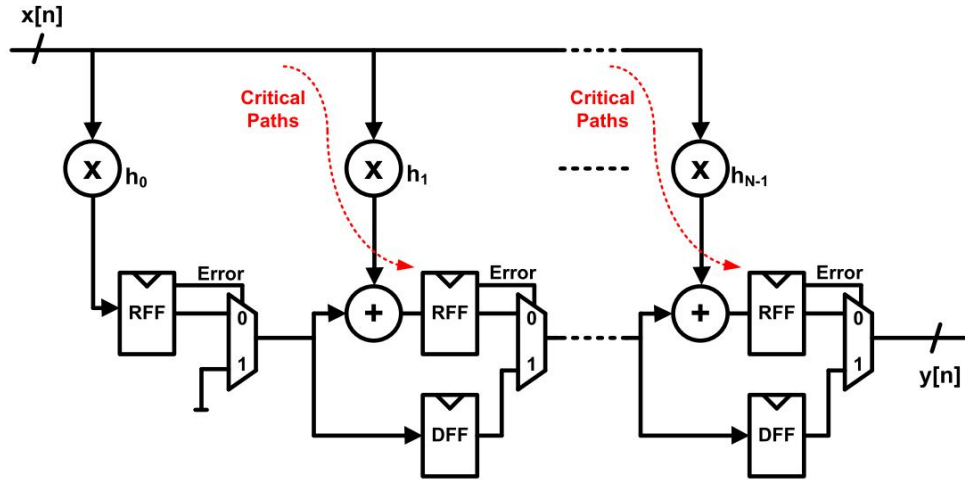 x[n]
Critical
Paths
Critical
Paths
X
h0
X
h1
X
hN-1
Error
RFF
0
1
+
Error
RFF
0
1
DFF
+
Error
RFF
0
1
DFF
y[n]